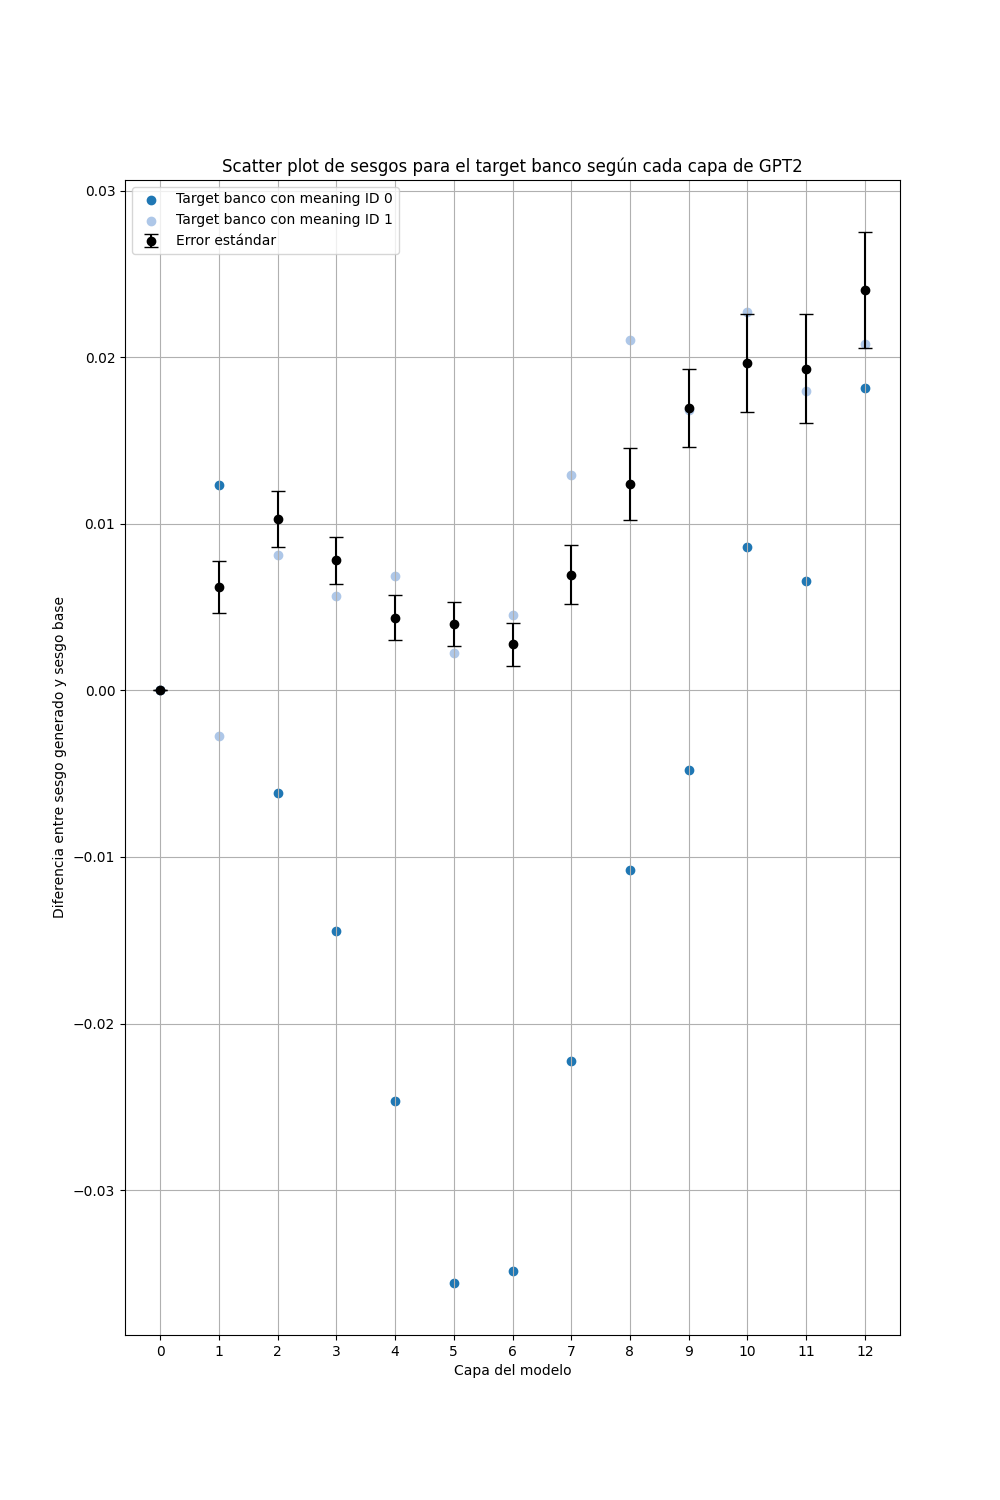 Scatter plot de sesgos para el target banco según cada capa de GPT2
Target banco con meaning ID 0
Target banco con meaning ID 1
Error estándar
Diferencia entre sesgo generado y sesgo base
0.03
0.02
0.01
0.00
−0.01
−0.02
−0.03
0 1 2 3 4 5 6 7 8 9 10 11 12
Capa del modelo